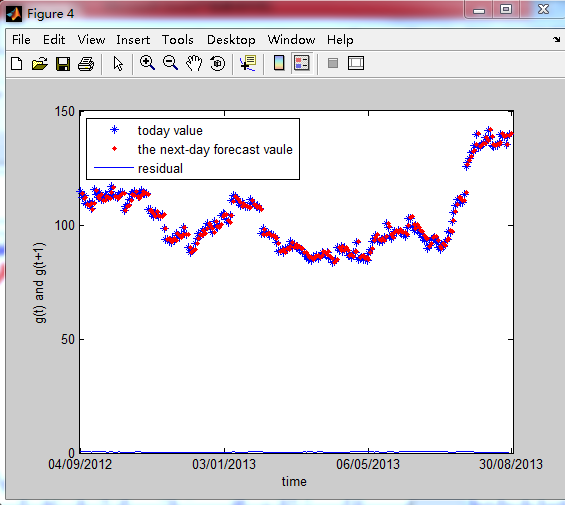 Figure 4
File Edit View Insert Tools Desktop Window Help
150
today value
the next-day forecast vaule
residual
100
g(t) and g(t+1)
50
0
04/09/2012 03/01/2013 06/05/2013 30/08/2013
time